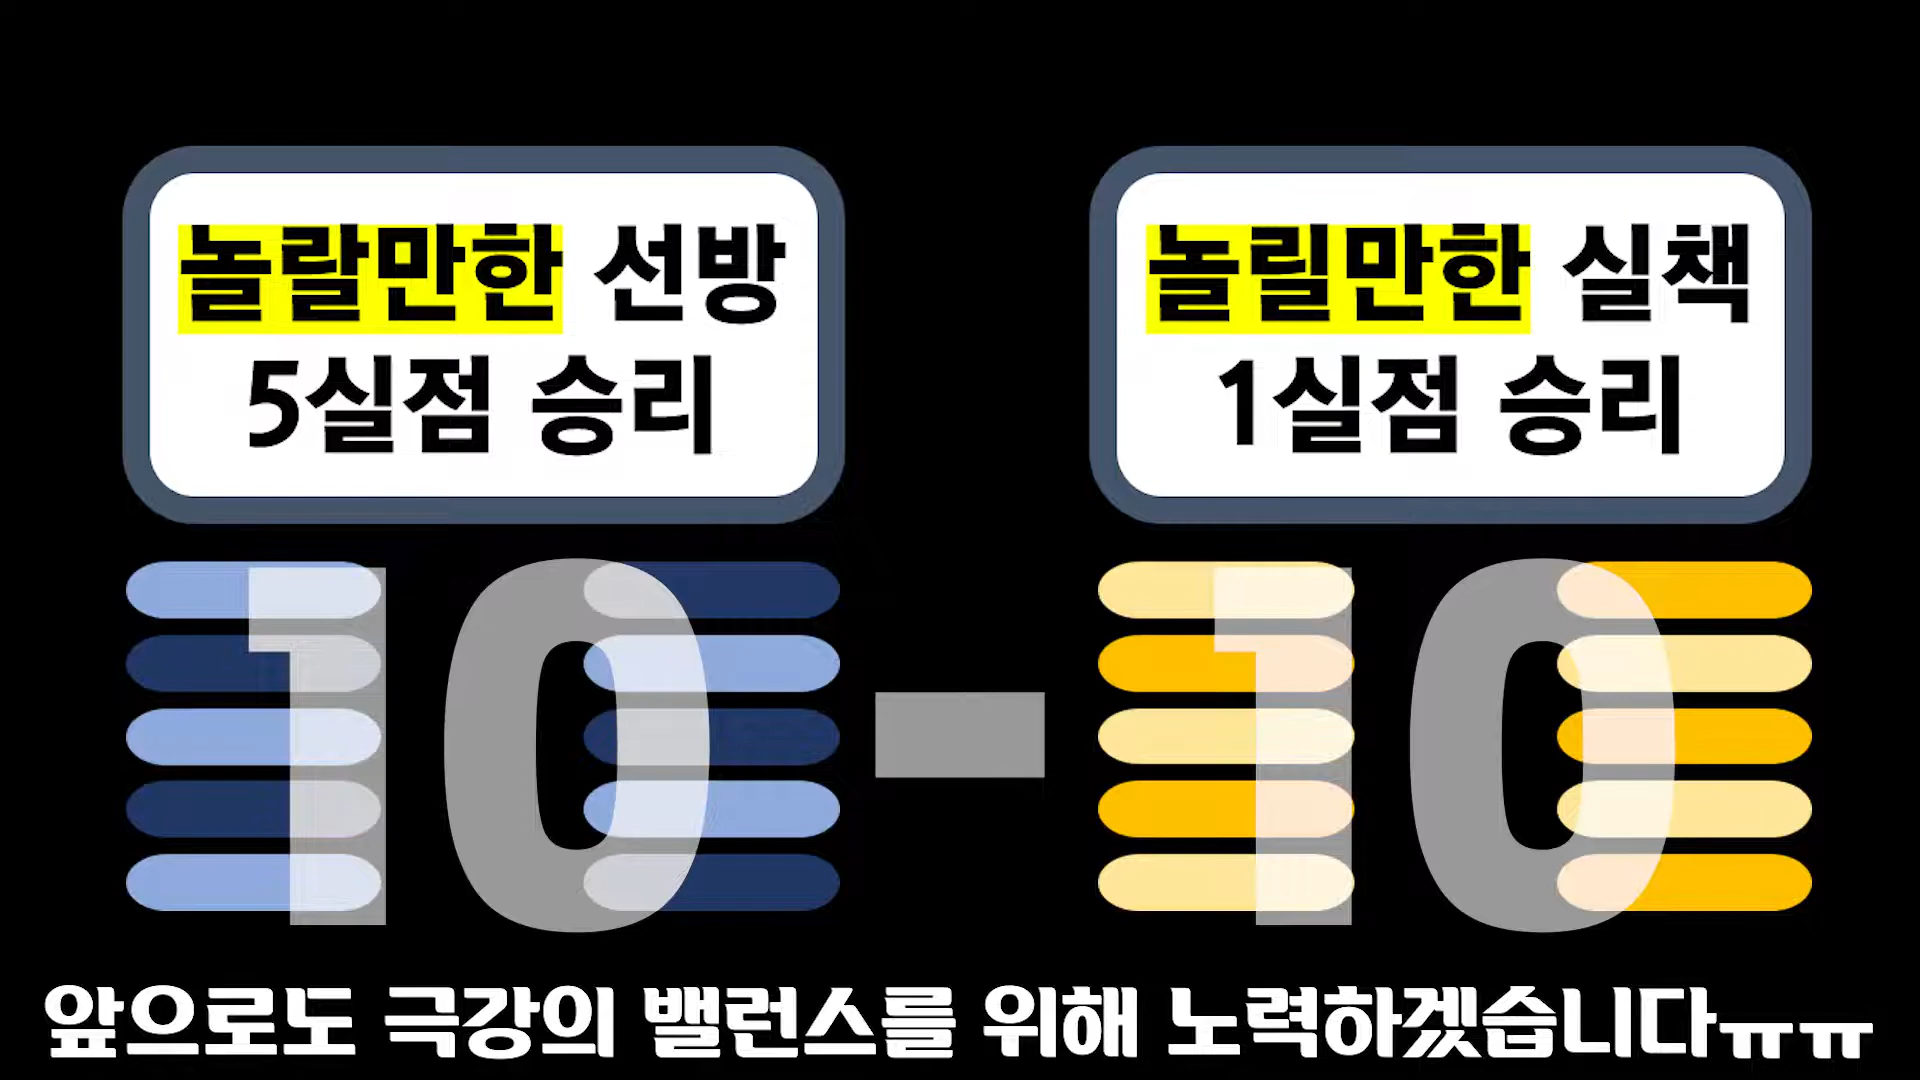 놀랄만한 선방
5실점 승리
놀릴만한 실책
1실점 승리
10 - 10
앞으로도 극강의 밸런스를 위해 노력하겠습니다ㅠㅠ